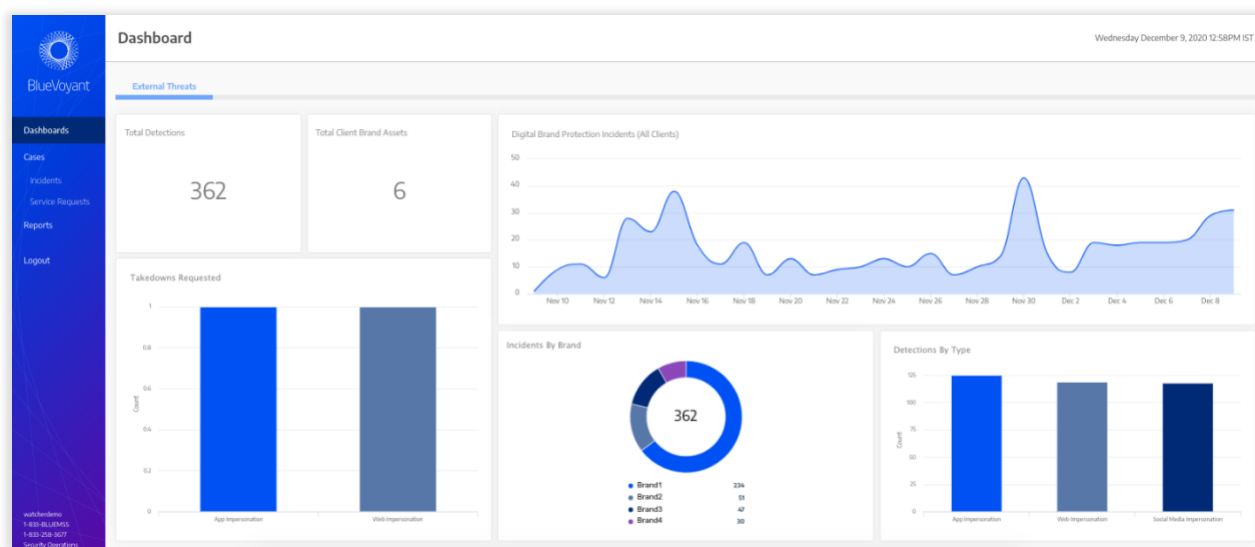 BlueVoyant
Dashboards
Cases
Incidents
Service Requests
Reports
Logout
watcherdemo
1-833-BLUEMSS
1-833-258-3677
Security Operations
Dashboard
Wednesday December 9, 2020 12:58PM IST
External Threats
Total Detections
362
Total Client Brand Assets
6
Digital Brand Protection Incidents (All Clients)
50
40
30
20
10
0
Nov 10 Nov 12 Nov 14 Nov 16 Nov 18 Nov 20 Nov 22 Nov 24 Nov 26 Nov 28 Nov 30 Dec 2 Dec 4 Dec 6 Dec 8
Takedowns Requested
Count
1
0.8
0.6
0.4
0.2
0
App Impersonation Web Impersonation
Incidents By Brand
362
Brand1 234
Brand2 51
Brand3 47
Brand4 30
Detections By Type
Count
125
100
75
50
25
0
App Impersonation Web Impersonation Social Media Impersonation